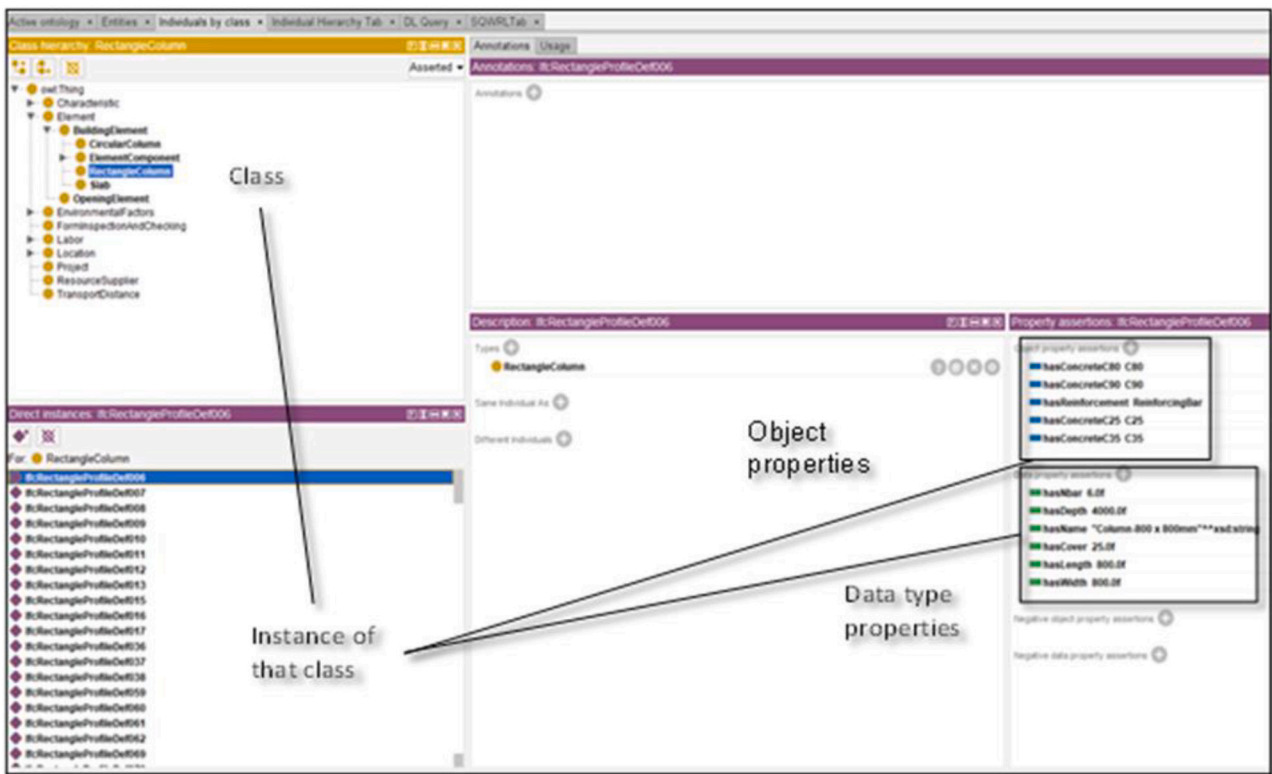 Active ontology × Entities × Individuals by class × Individual Hierarchy Tab × DL Query × SQWRLTab ×
Class hierarchy: RectangleColumn
Asserted
owl:Thing
Characteristic
Element
BuildingElement
CircularColumn
ElementComponent
RectangleColumn
Slab
OpeningElement
EnvironmentalFactors
FormInspectionAndChecking
Labor
Location
Project
ResourceSupplier
TransportDistance
Class
Annotations Usage
Annotations: IfcRectangleProfileDef006
Annotations
Direct instances: IfcRectangleProfileDef006
For: RectangleColumn
IfcRectangleProfileDef006
IfcRectangleProfileDef007
IfcRectangleProfileDef008
IfcRectangleProfileDef009
IfcRectangleProfileDef010
IfcRectangleProfileDef011
IfcRectangleProfileDef012
IfcRectangleProfileDef013
IfcRectangleProfileDef015
IfcRectangleProfileDef016
IfcRectangleProfileDef017
IfcRectangleProfileDef036
IfcRectangleProfileDef037
IfcRectangleProfileDef038
IfcRectangleProfileDef059
IfcRectangleProfileDef060
IfcRectangleProfileDef061
IfcRectangleProfileDef062
IfcRectangleProfileDef069
Instance of
that class
Description: IfcRectangleProfileDef006
Types
RectangleColumn
Same Individual As
Different Individuals
Object
properties
Data type
properties
Property assertions: IfcRectangleProfileDef006
Object property assertions
hasConcreteC80 C80
hasConcreteC90 C90
hasReinforcement ReinforcingBar
hasConcreteC25 C25
hasConcreteC35 C35
Data property assertions
hasNbar 6.0f
hasDepth 4000.0f
hasName "Column-800 x 800mm"^^xsd:string
hasCover 25.0f
hasLength 800.0f
hasWidth 800.0f
Negative object property assertions
Negative data property assertions